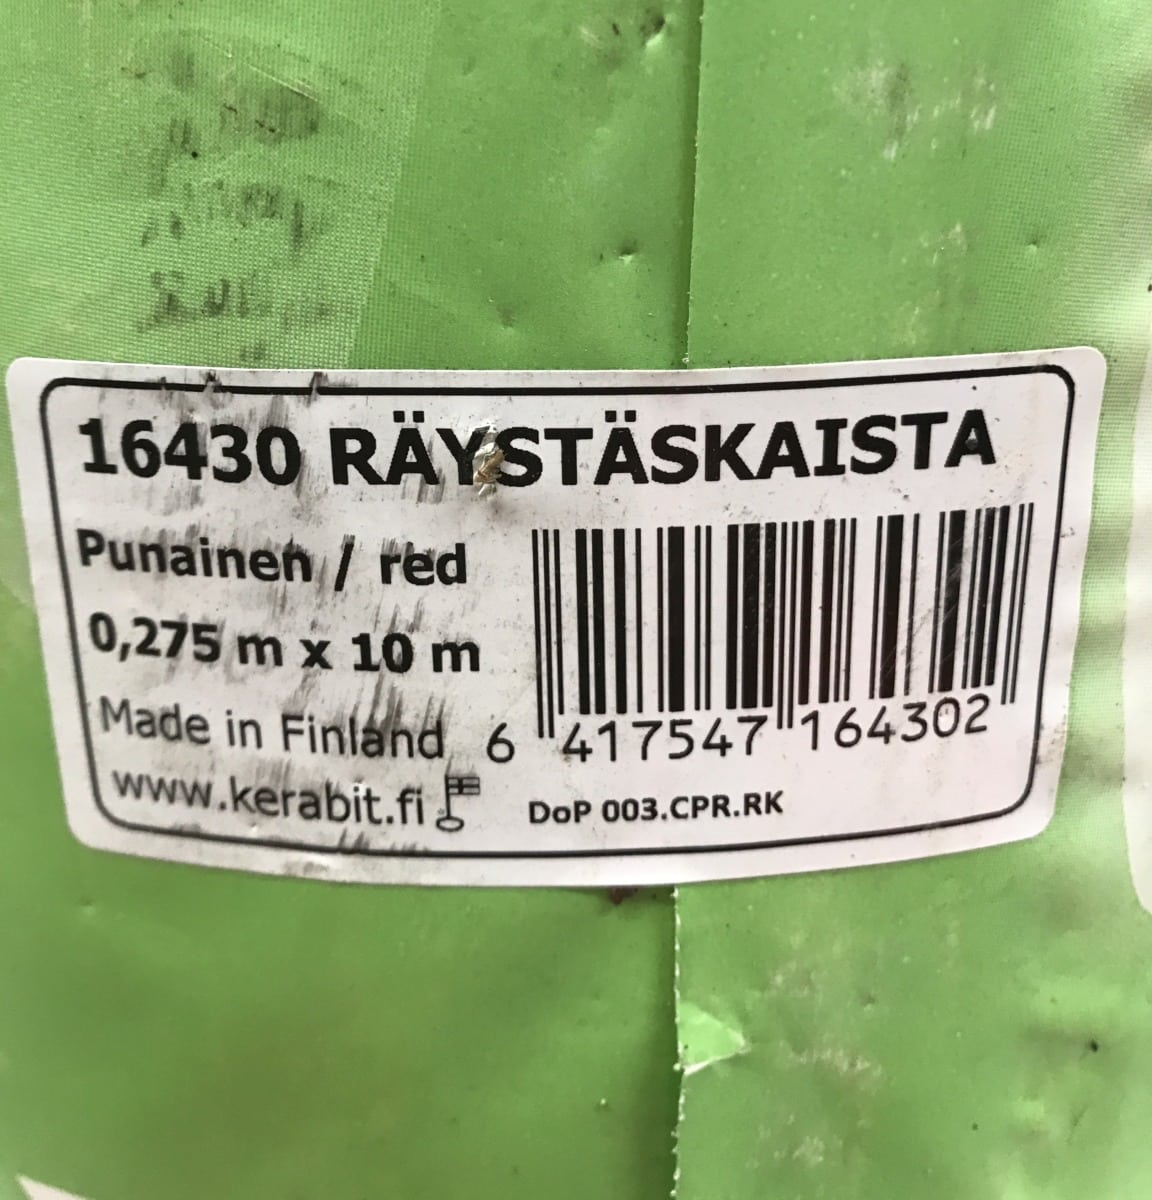 16430 RÄYSTÄSKAISTA
Punainen / red
0,275 m x 10 m
Made in Finland
www.kerabit.fi
6 417547 164302
DoP 003.CPR.RK